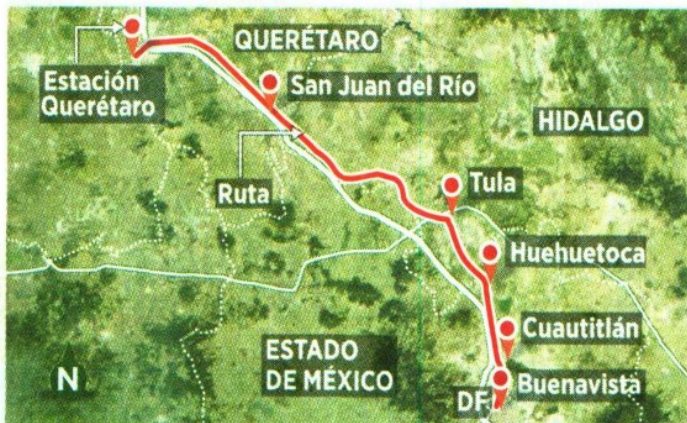 QUERÉTARO
Estación
Querétaro
San Juan del Río
HIDALGO
Ruta
Tula
Huehuetoca
Cuautitlán
ESTADO
DE MÉXICO
N
Buenavista
DF